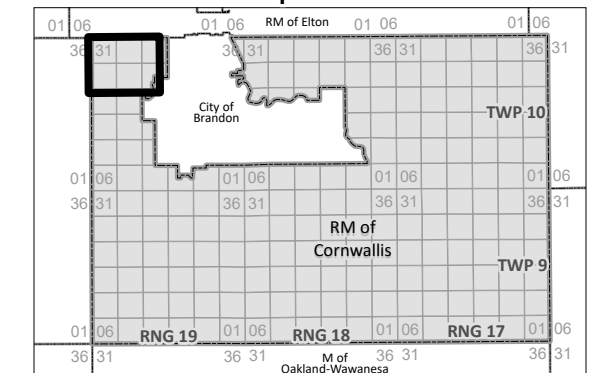 RM of Elton
01 06 01 06 01 06 01 06
36 31 36 31 36 31 36 31
City of
Brandon
TWP 10
01 06 01 06 01 06 01 06
36 31 36 31 36 31 36 31
RM of
Cornwallis
TWP 9
01 06 01 06 01 06 01 06
RNG 19 RNG 18 RNG 17
36 31 36 31 36 31 36 31
M of
Oakland-Wawanesa